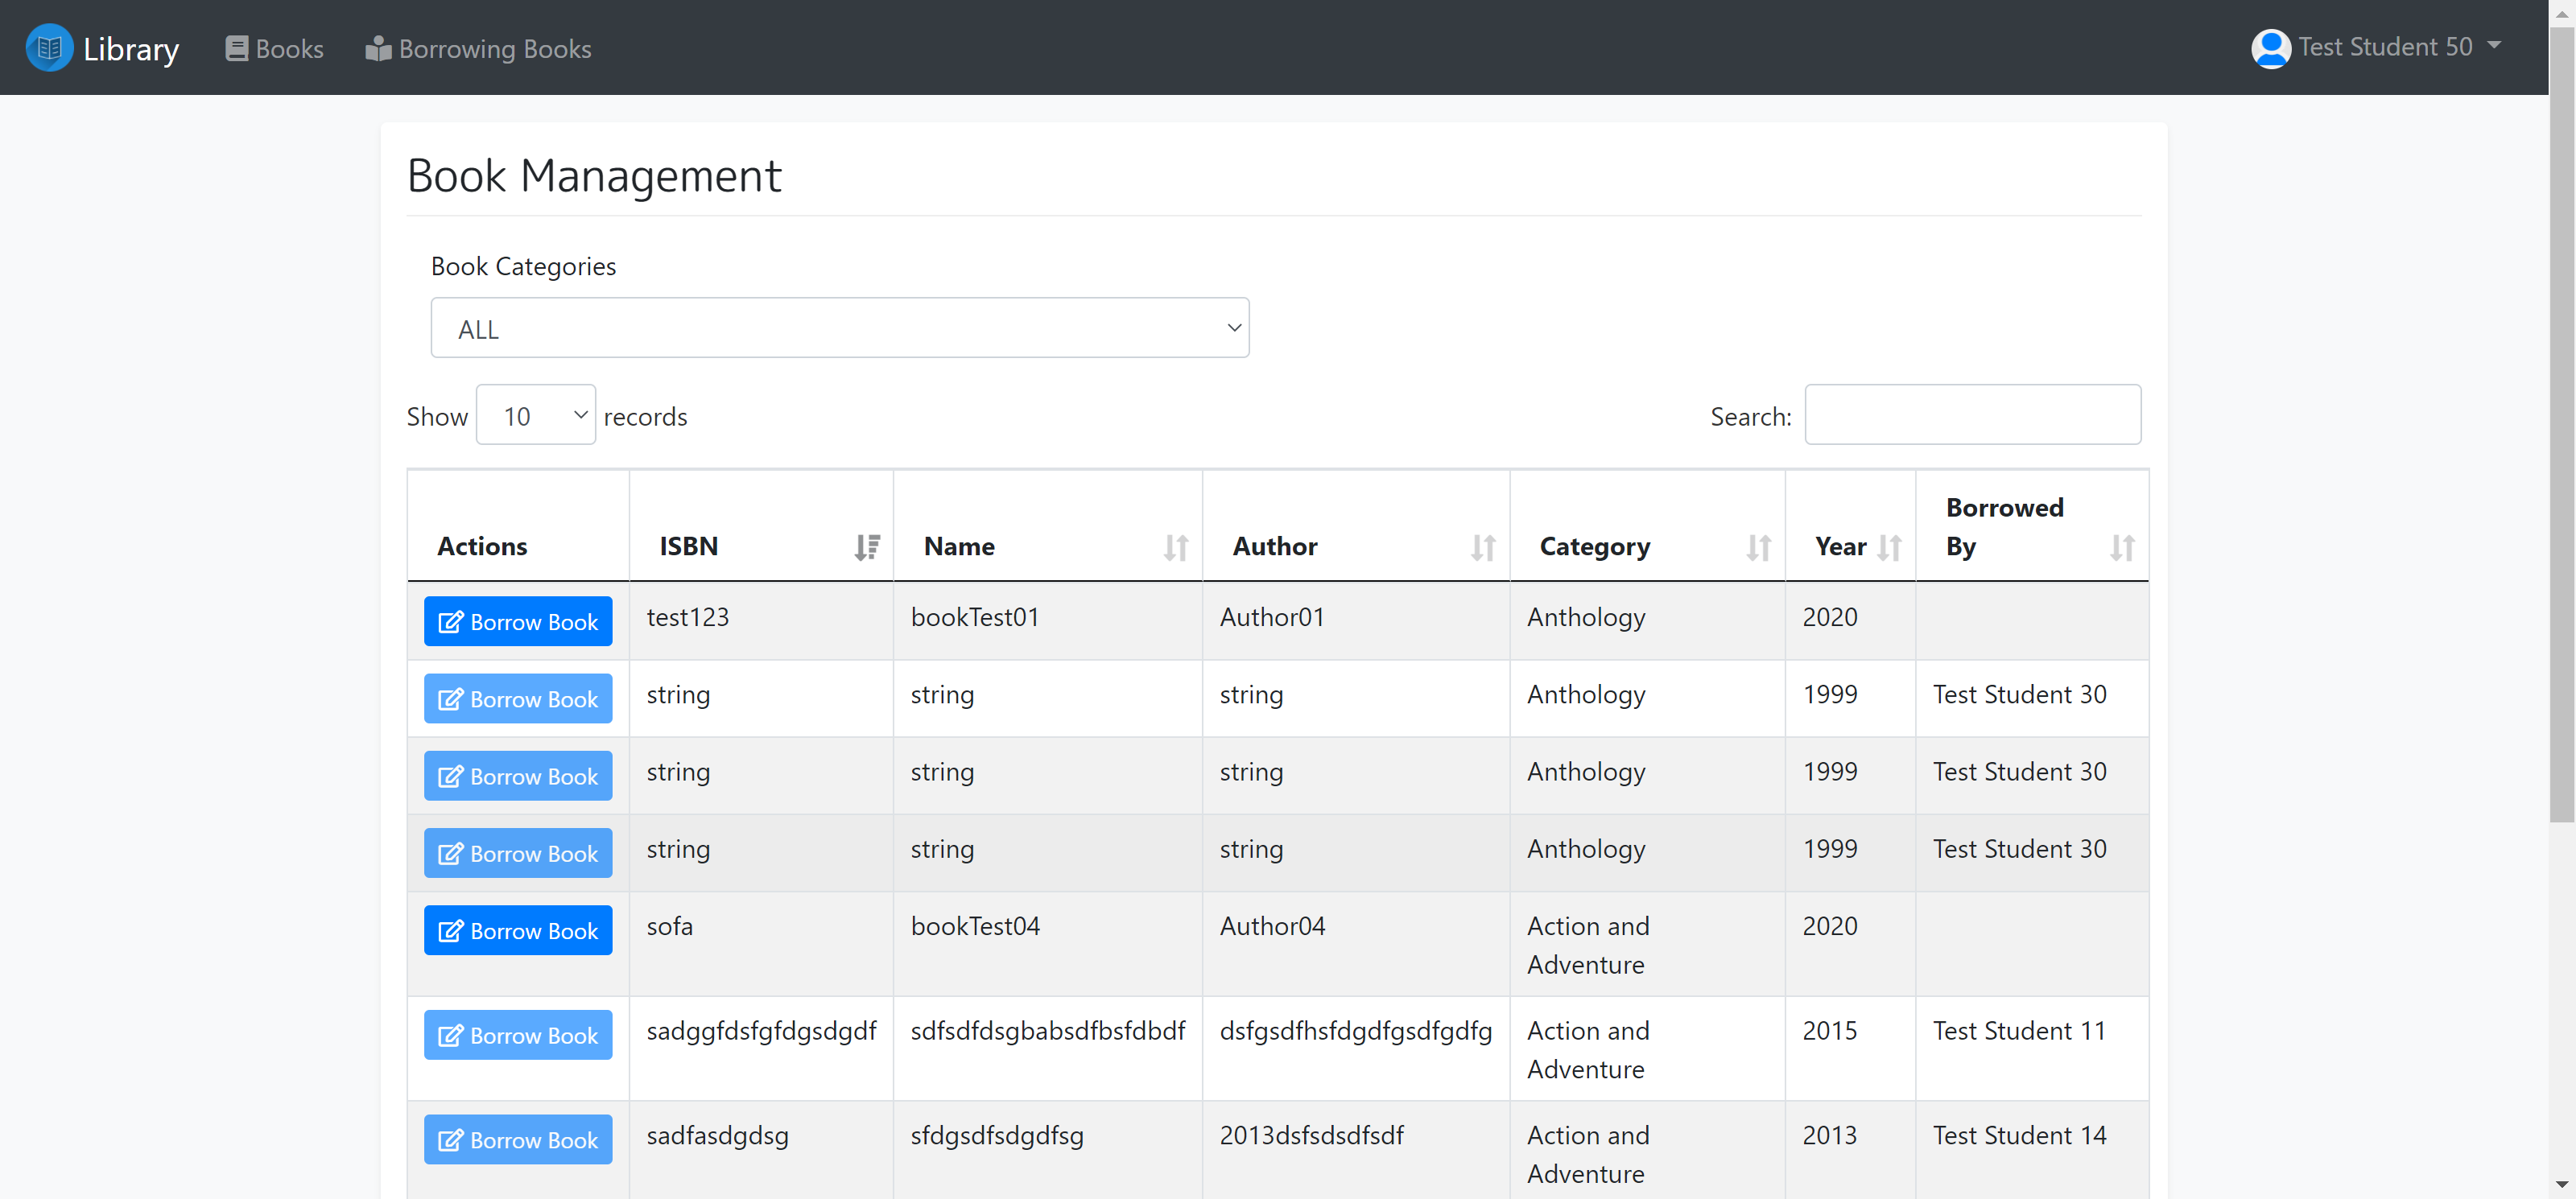 Library
Books
Borrowing Books
Test Student 50
Book Management
Book Categories
ALL
Show 10 records
Search:
Actions ISBN Name Author Category Year Borrowed By
Borrow Book test123 bookTest01 Author01 Anthology 2020
Borrow Book string string string Anthology 1999 Test Student 30
Borrow Book string string string Anthology 1999 Test Student 30
Borrow Book string string string Anthology 1999 Test Student 30
Borrow Book sofa bookTest04 Author04 Action and Adventure 2020
Borrow Book sadggfdsfgfdgsdgdf sdfsdfdsgbabsdfbsfdbdf dsfgsdfhsfdgdfgsdfgdfg Action and Adventure 2015 Test Student 11
Borrow Book sadfasdgdsg sfdgsdfsdgdfsg 2013dsfsdsdfsdf Action and Adventure 2013 Test Student 14